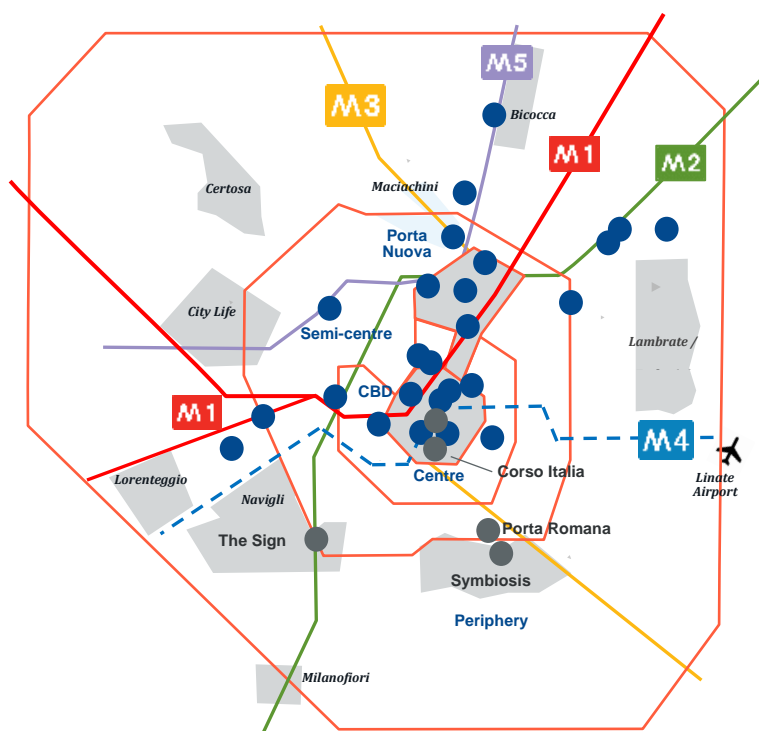 M5
M3
Bicocca
M1
M2
Certosa
Maciachini
Porta
Nuova
City Life
Semi-centre
Lambrate /
CBD
M1
M4
Centre
Corso Italia
Linate
Airport
Lorenteggio
Navigli
The Sign
Porta Romana
Symbiosis
Periphery
Milanofiori